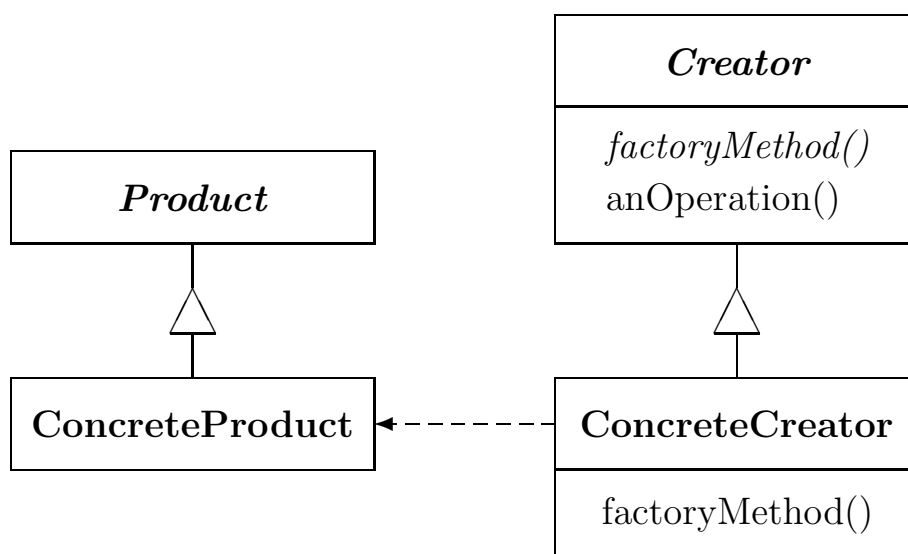 Creator
factoryMethod()
anOperation()
Product
ConcreteProduct
ConcreteCreator
factoryMethod()